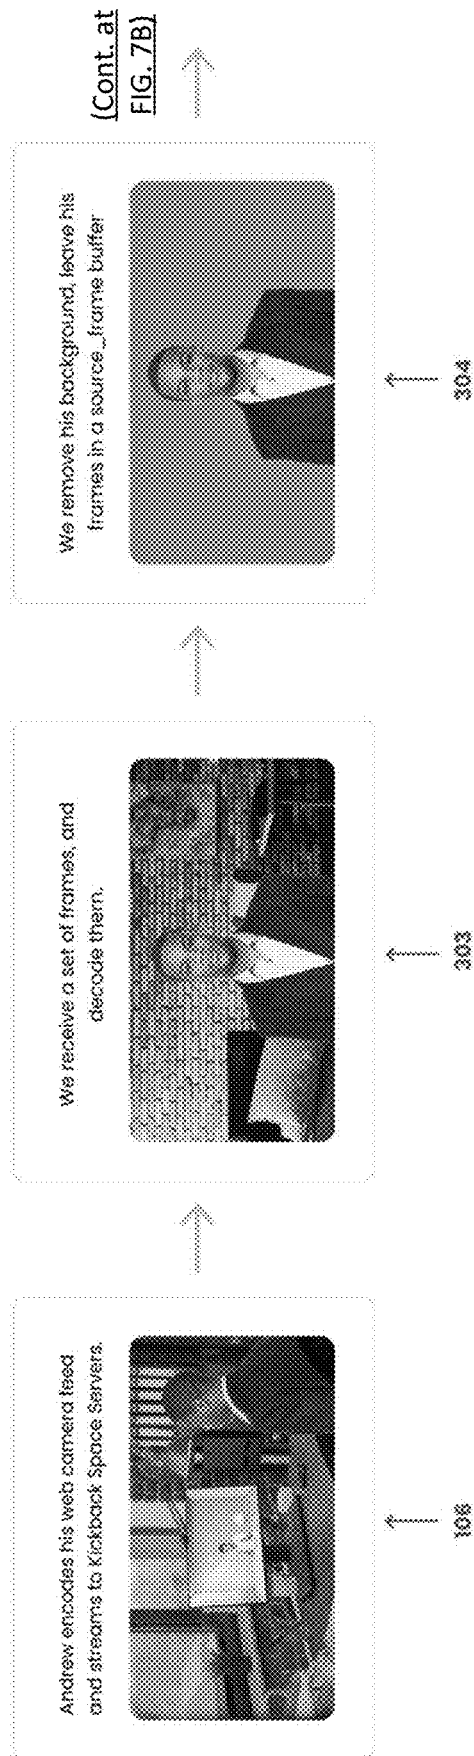 Andrew encodes his web camera feed
and streams to Kickback Space Servers.
106
We receive a set of frames, and
decode them.
303
We remove his background, leave his
frames in a source_frame buffer
304
(Cont. at
FIG. 7B)